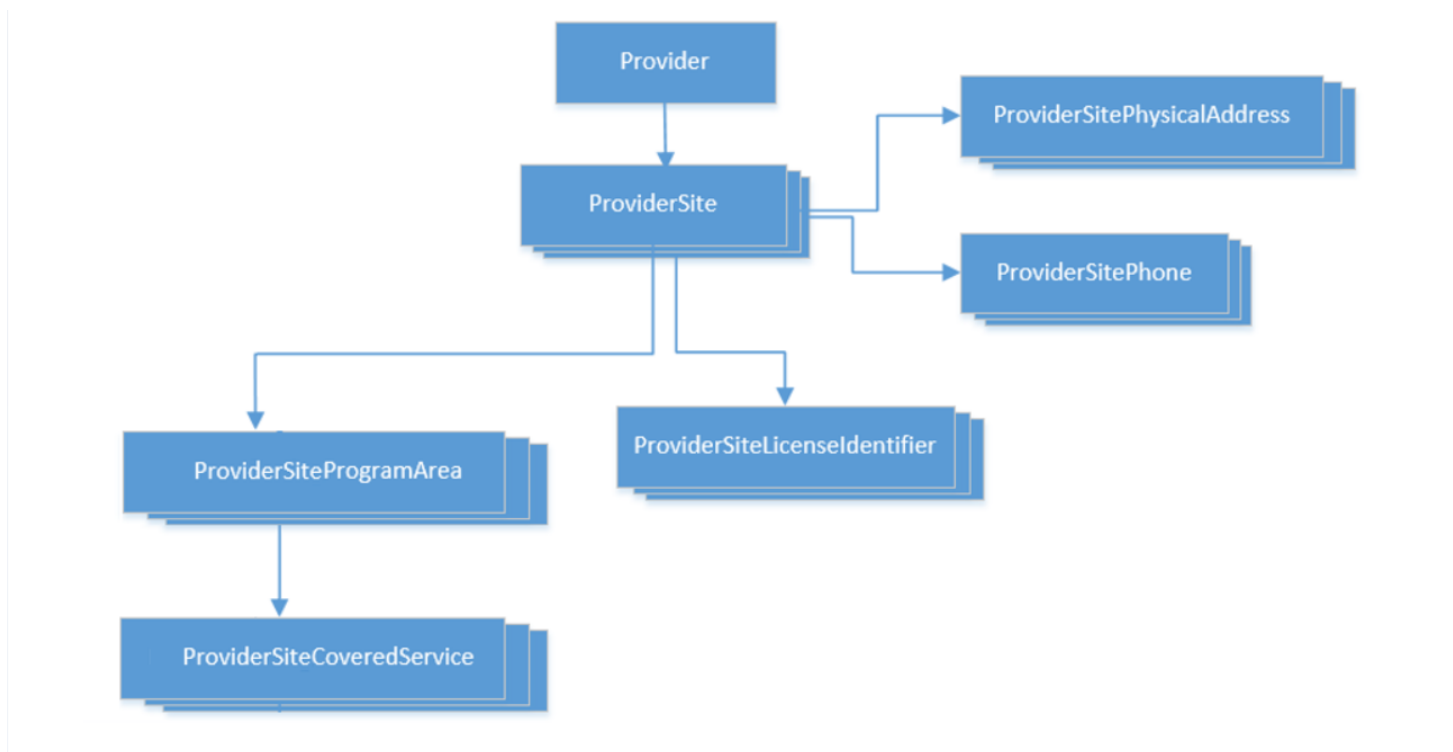 Provider
ProviderSitePhysicalAddress
ProviderSite
ProviderSitePhone
ProviderSiteLicenseIdentifier
ProviderSiteProgramArea
ProviderSiteCoveredService